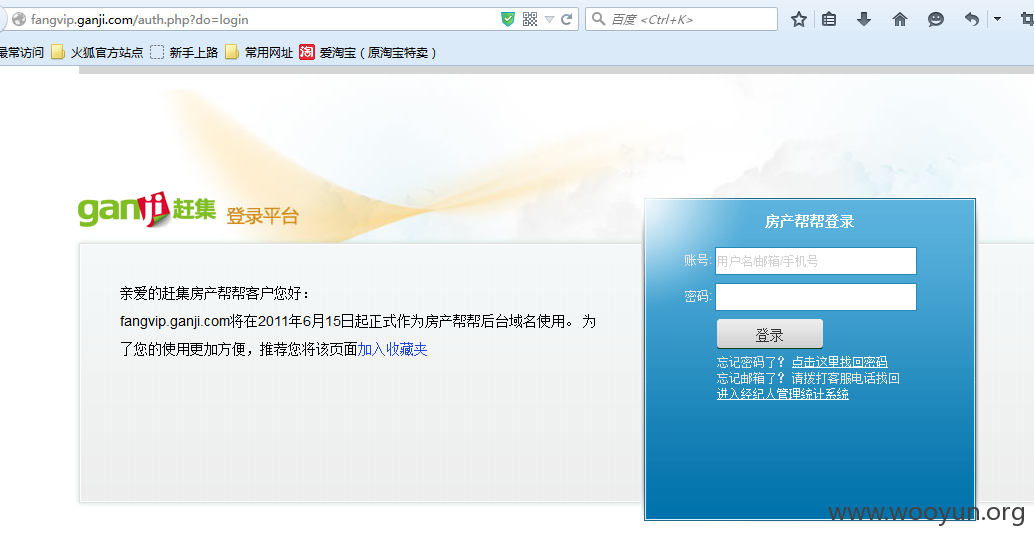 fangvip.ganji.com/auth.php?do=login
百度 <Ctrl+K>
最常访问 火狐官方站点 新手上路 常用网址 淘 爱淘宝（原淘宝特卖）
ganji 赶集 登录平台
房产帮帮登录
账号: 用户名/邮箱/手机号
密码:
登录
忘记密码了？点击这里找回密码
忘记邮箱了？请拨打客服电话找回
进入经纪人管理统计系统
亲爱的赶集房产帮帮客户您好：
fangvip.ganji.com将在2011年6月15日起正式作为房产帮帮后台域名使用。为
了您的使用更加方便，推荐您将该页面加入收藏夹
www.wooyun.org